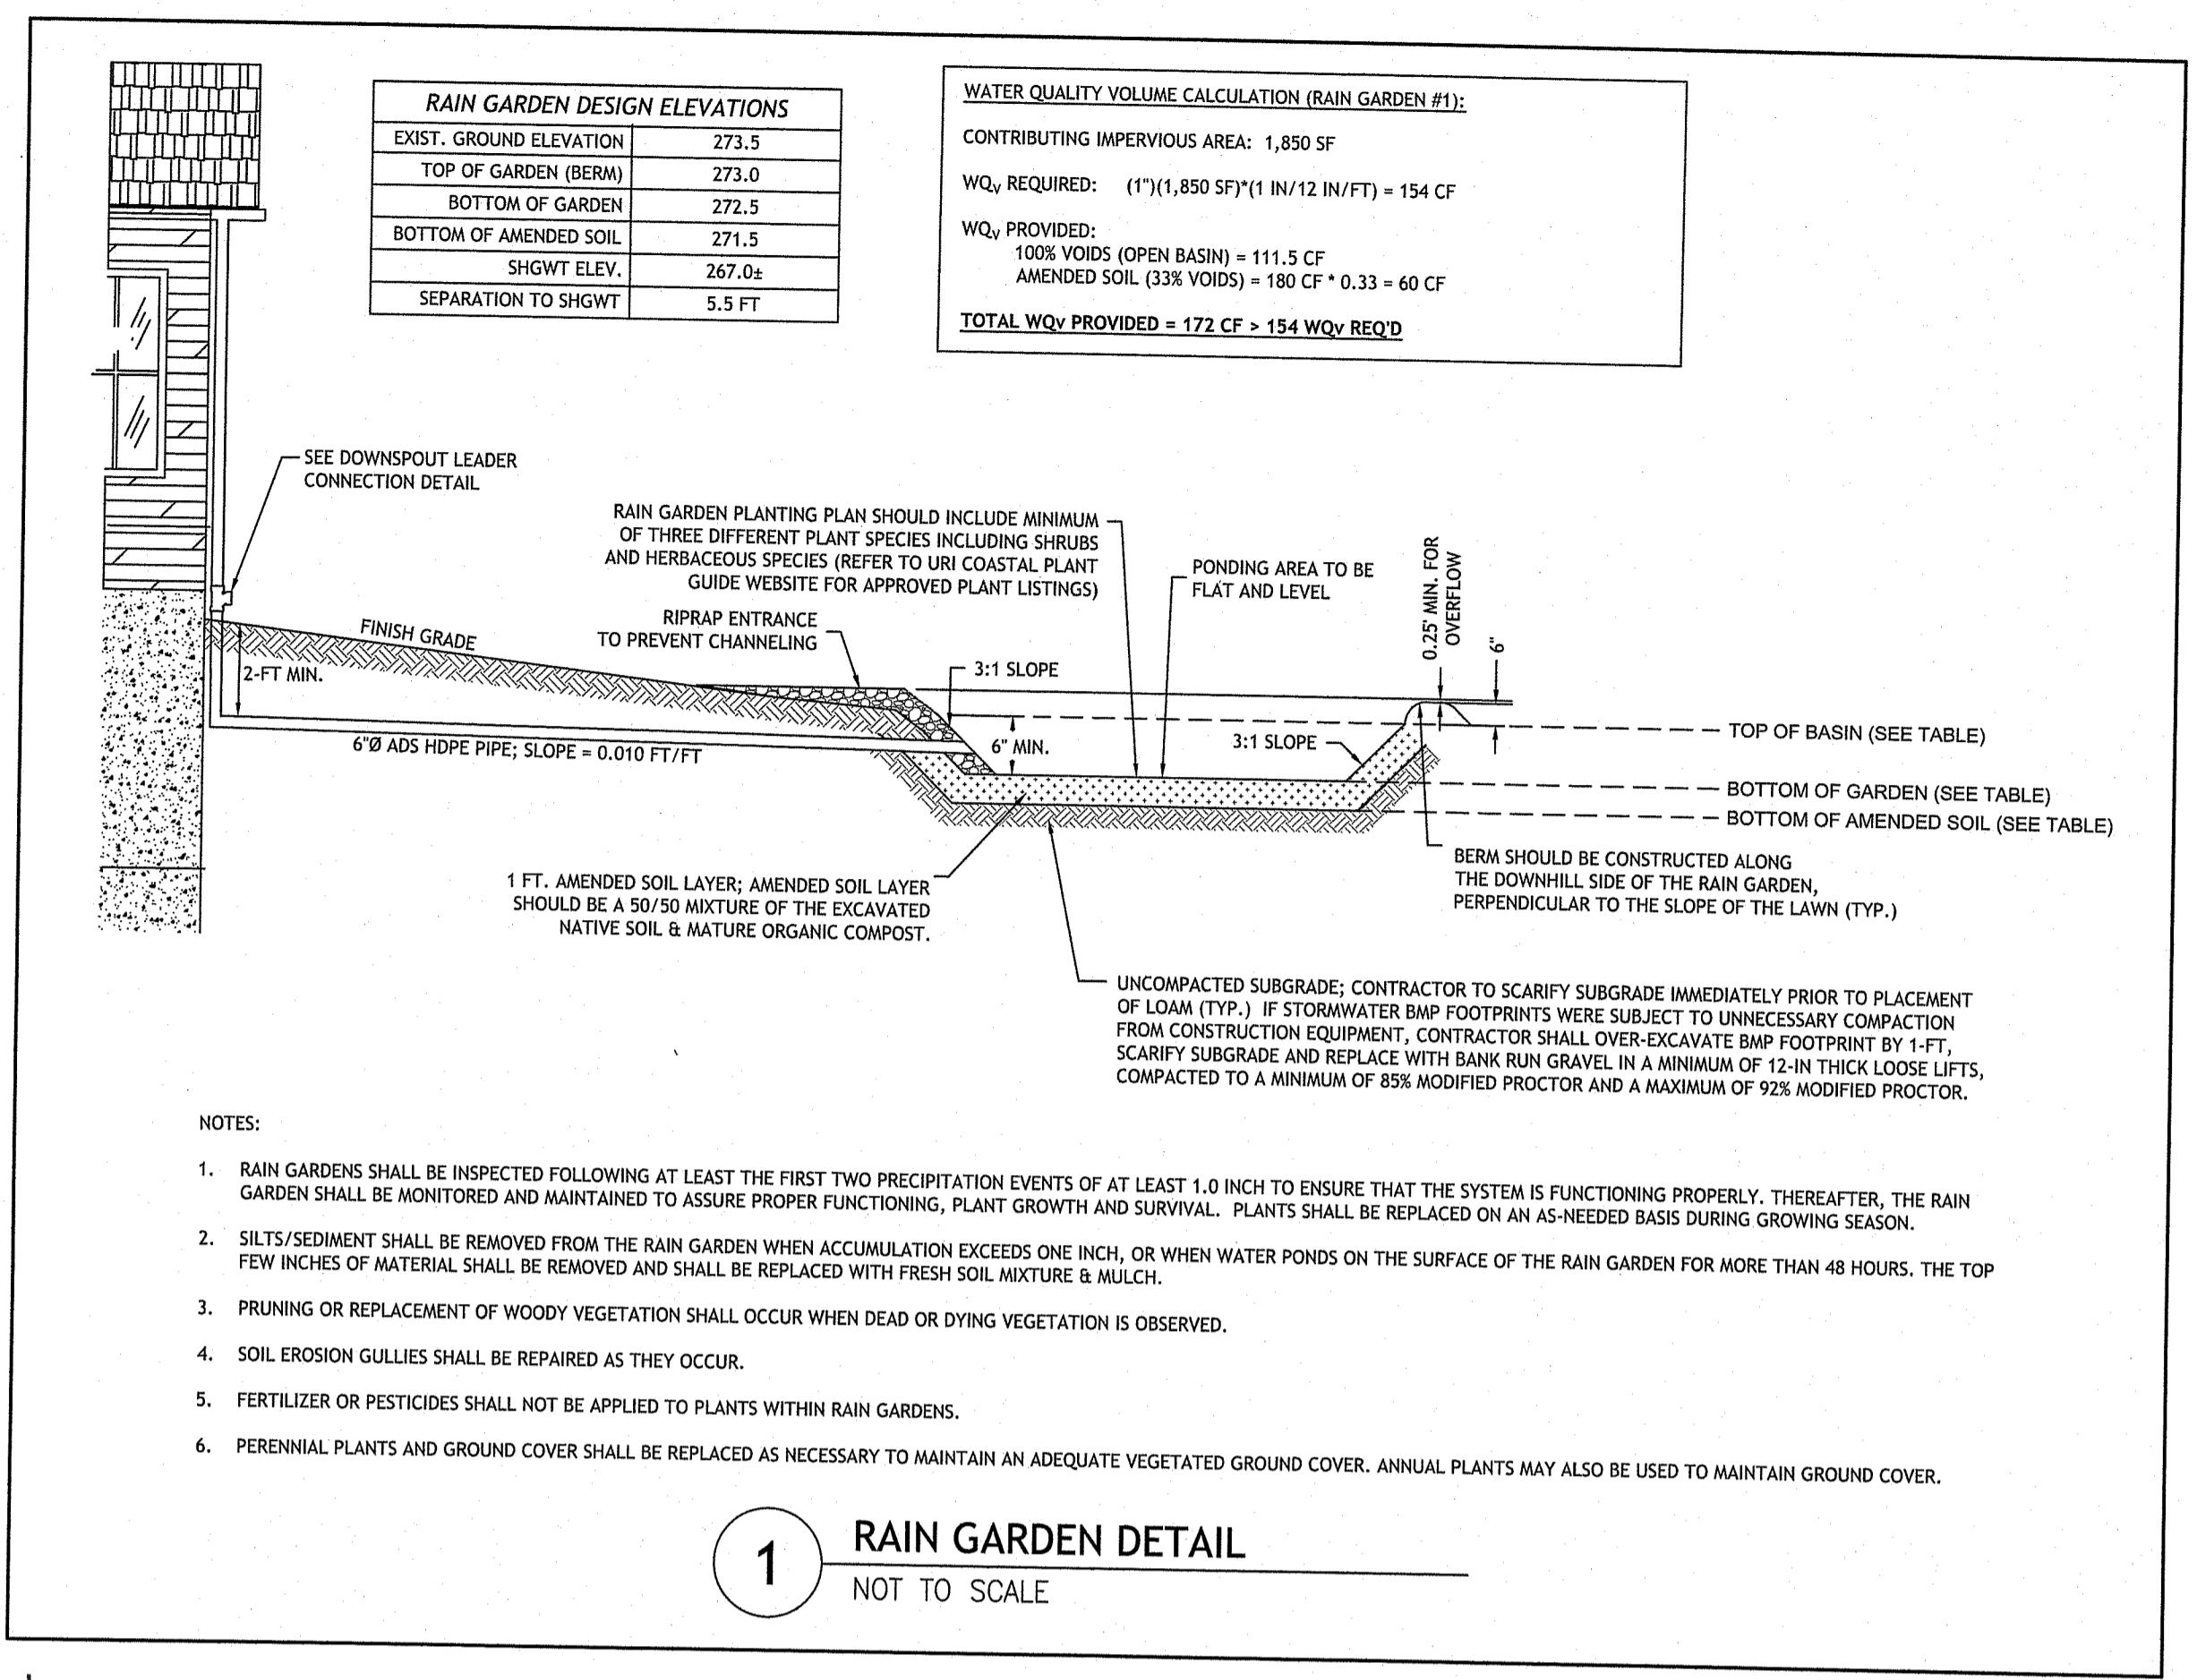 RAIN GARDEN DESIGN ELEVATIONS
EXIST. GROUND ELEVATION 273.5
TOP OF GARDEN (BERM) 273.0
BOTTOM OF GARDEN 272.5
BOTTOM OF AMENDED SOIL 271.5
SHGWT ELEV. 267.0±
SEPARATION TO SHGWT 5.5 FT
WATER QUALITY VOLUME CALCULATION (RAIN GARDEN #1):
CONTRIBUTING IMPERVIOUS AREA: 1,850 SF
WQv REQUIRED: (1")(1,850 SF)*(1 IN/12 IN/FT) = 154 CF
WQv PROVIDED:
100% VOIDS (OPEN BASIN) = 111.5 CF
AMENDED SOIL (33% VOIDS) = 180 CF * 0.33 = 60 CF
TOTAL WQv PROVIDED = 172 CF > 154 WQv REQ'D
SEE DOWNSPOUT LEADER
CONNECTION DETAIL
RAIN GARDEN PLANTING PLAN SHOULD INCLUDE MINIMUM
OF THREE DIFFERENT PLANT SPECIES INCLUDING SHRUBS
AND HERBACEOUS SPECIES (REFER TO URI COASTAL PLANT
GUIDE WEBSITE FOR APPROVED PLANT LISTINGS)
PONDING AREA TO BE
FLAT AND LEVEL
0.25' MIN. FOR
OVERFLOW
6"
RIPRAP ENTRANCE
TO PREVENT CHANNELING
FINISH GRADE
2-FT MIN.
3:1 SLOPE
6"Ø ADS HDPE PIPE; SLOPE = 0.010 FT/FT
6" MIN.
3:1 SLOPE
TOP OF BASIN (SEE TABLE)
BOTTOM OF GARDEN (SEE TABLE)
BOTTOM OF AMENDED SOIL (SEE TABLE)
BERM SHOULD BE CONSTRUCTED ALONG
THE DOWNHILL SIDE OF THE RAIN GARDEN,
PERPENDICULAR TO THE SLOPE OF THE LAWN (TYP.)
1 FT. AMENDED SOIL LAYER; AMENDED SOIL LAYER
SHOULD BE A 50/50 MIXTURE OF THE EXCAVATED
NATIVE SOIL & MATURE ORGANIC COMPOST.
UNCOMPACTED SUBGRADE; CONTRACTOR TO SCARIFY SUBGRADE IMMEDIATELY PRIOR TO PLACEMENT
OF LOAM (TYP.) IF STORMWATER BMP FOOTPRINTS WERE SUBJECT TO UNNECESSARY COMPACTION
FROM CONSTRUCTION EQUIPMENT, CONTRACTOR SHALL OVER-EXCAVATE BMP FOOTPRINT BY 1-FT,
SCARIFY SUBGRADE AND REPLACE WITH BANK RUN GRAVEL IN A MINIMUM OF 12-IN THICK LOOSE LIFTS,
COMPACTED TO A MINIMUM OF 85% MODIFIED PROCTOR AND A MAXIMUM OF 92% MODIFIED PROCTOR.
NOTES:
1. RAIN GARDENS SHALL BE INSPECTED FOLLOWING AT LEAST THE FIRST TWO PRECIPITATION EVENTS OF AT LEAST 1.0 INCH TO ENSURE THAT THE SYSTEM IS FUNCTIONING PROPERLY. THEREAFTER, THE RAIN
GARDEN SHALL BE MONITORED AND MAINTAINED TO ASSURE PROPER FUNCTIONING, PLANT GROWTH AND SURVIVAL. PLANTS SHALL BE REPLACED ON AN AS-NEEDED BASIS DURING GROWING SEASON.
2. SILTS/SEDIMENT SHALL BE REMOVED FROM THE RAIN GARDEN WHEN ACCUMULATION EXCEEDS ONE INCH, OR WHEN WATER PONDS ON THE SURFACE OF THE RAIN GARDEN FOR MORE THAN 48 HOURS. THE TOP
FEW INCHES OF MATERIAL SHALL BE REMOVED AND SHALL BE REPLACED WITH FRESH SOIL MIXTURE & MULCH.
3. PRUNING OR REPLACEMENT OF WOODY VEGETATION SHALL OCCUR WHEN DEAD OR DYING VEGETATION IS OBSERVED.
4. SOIL EROSION GULLIES SHALL BE REPAIRED AS THEY OCCUR.
5. FERTILIZER OR PESTICIDES SHALL NOT BE APPLIED TO PLANTS WITHIN RAIN GARDENS.
6. PERENNIAL PLANTS AND GROUND COVER SHALL BE REPLACED AS NECESSARY TO MAINTAIN AN ADEQUATE VEGETATED GROUND COVER. ANNUAL PLANTS MAY ALSO BE USED TO MAINTAIN GROUND COVER.
1 RAIN GARDEN DETAIL
NOT TO SCALE